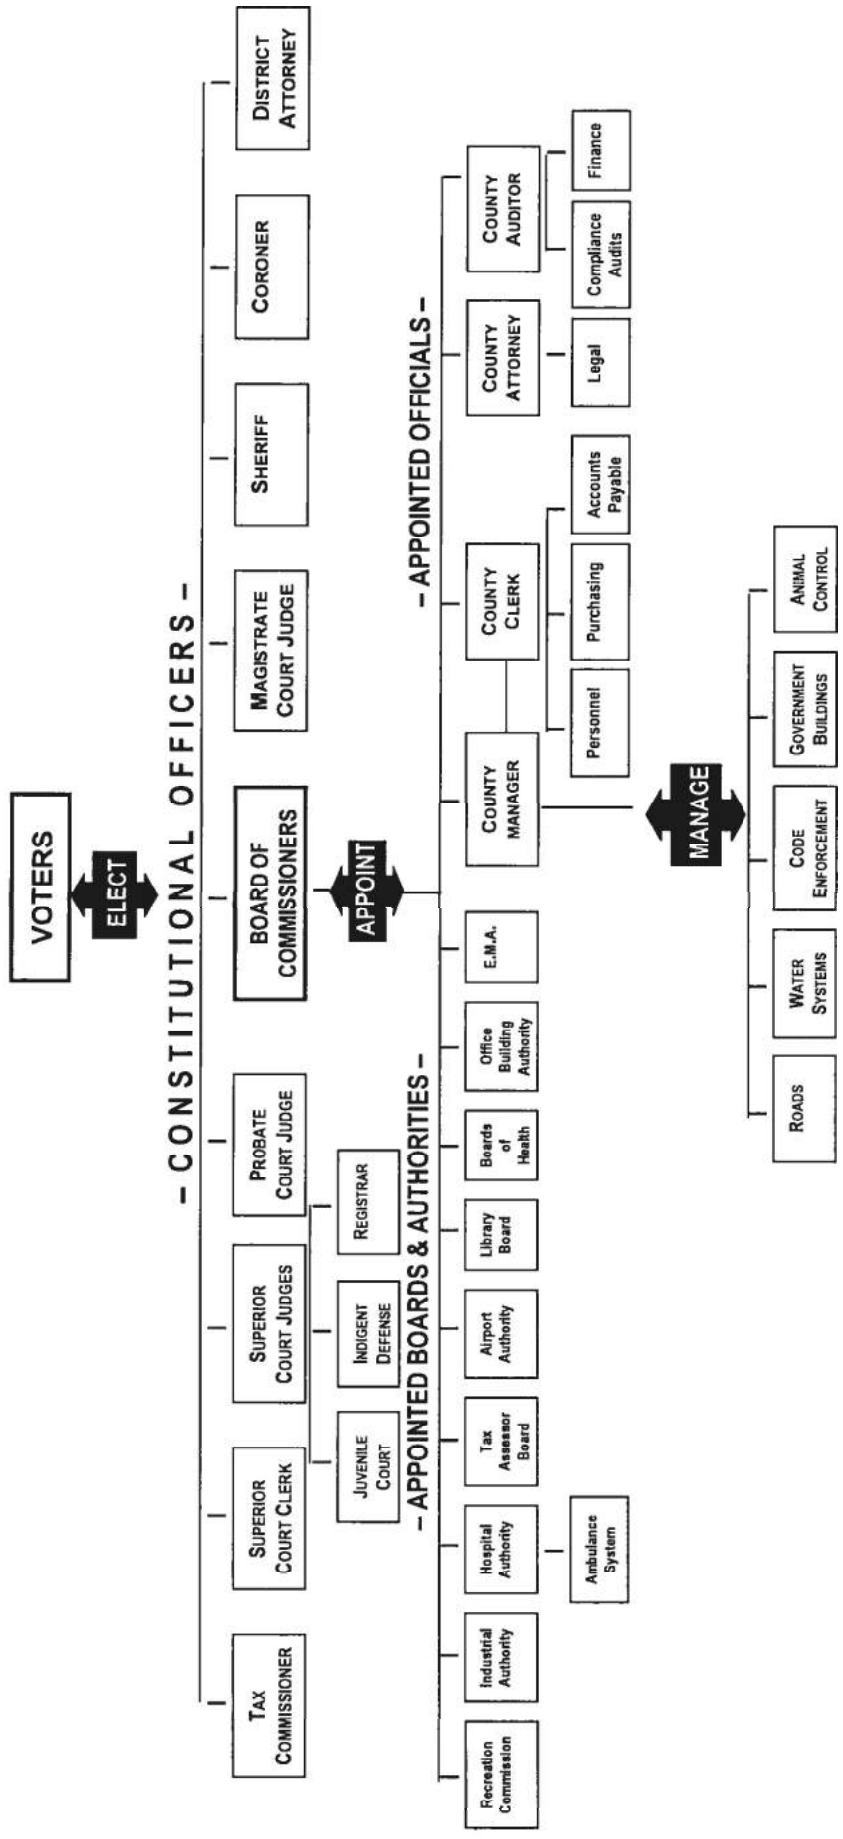 VOTERS
ELECT
– CONSTITUTIONAL OFFICERS –
TAX
COMMISSIONER
SUPERIOR
COURT CLERK
SUPERIOR
COURT JUDGES
PROBATE
COURT JUDGE
BOARD OF
COMMISSIONERS
MAGISTRATE
COURT JUDGE
SHERIFF
CORONER
DISTRICT
ATTORNEY
JUVENILE
COURT
INDIGENT
DEFENSE
REGISTRAR
APPOINT
– APPOINTED BOARDS & AUTHORITIES –
– APPOINTED OFFICIALS –
Recreation
Commission
Industrial
Authority
Hospital
Authority
Tax
Assessor
Board
Airport
Authority
Library
Board
Boards
of
Health
Office
Building
Authority
E.M.A.
COUNTY
MANAGER
COUNTY
CLERK
COUNTY
ATTORNEY
COUNTY
AUDITOR
Ambulance
System
Personnel
Purchasing
Accounts
Payable
Legal
Compliance
Audits
Finance
MANAGE
ROADS
WATER
SYSTEMS
CODE
ENFORCEMENT
GOVERNMENT
BUILDINGS
ANIMAL
CONTROL